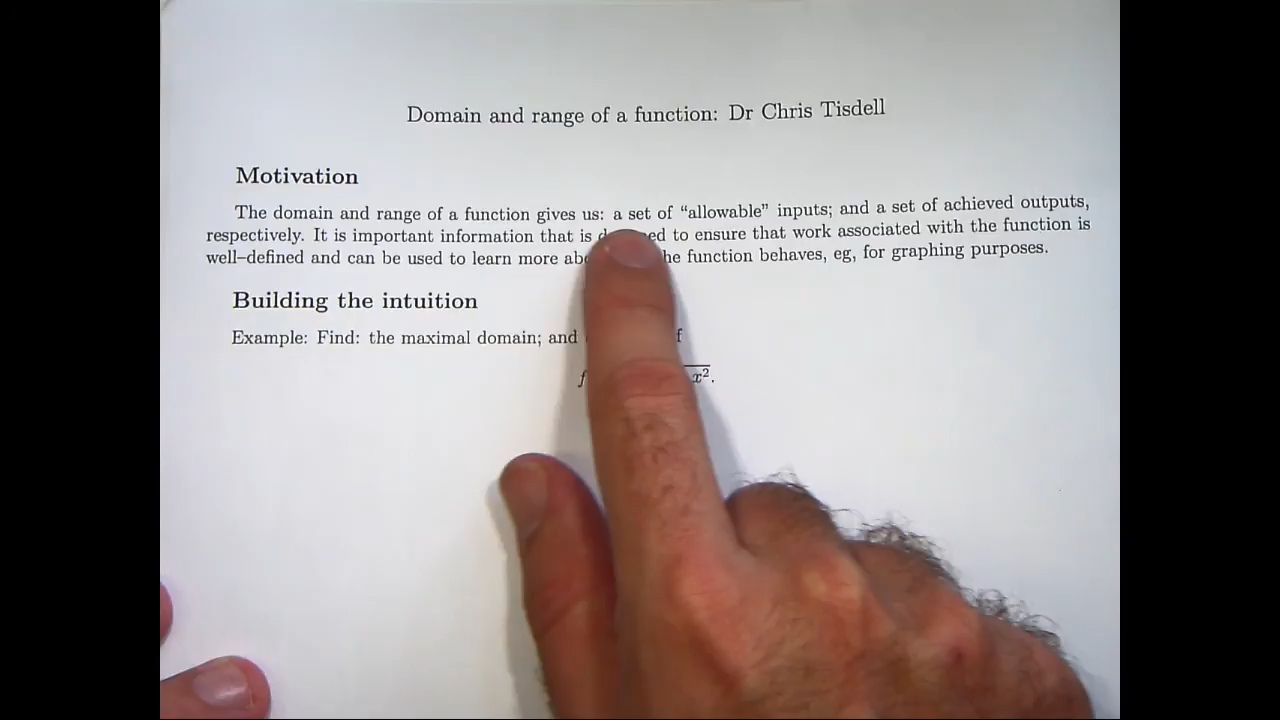 Domain and range of a function: Dr Chris Tisdell
Motivation
The domain and range of a function gives us: a set of “allowable” inputs; and a set of achieved outputs,
respectively. It is important information that is to ensure that work associated with the function is
well–defined and can be used to learn more function behaves, eg, for graphing purposes.
Building the intuition
Example: Find: the maximal domain; and
x².